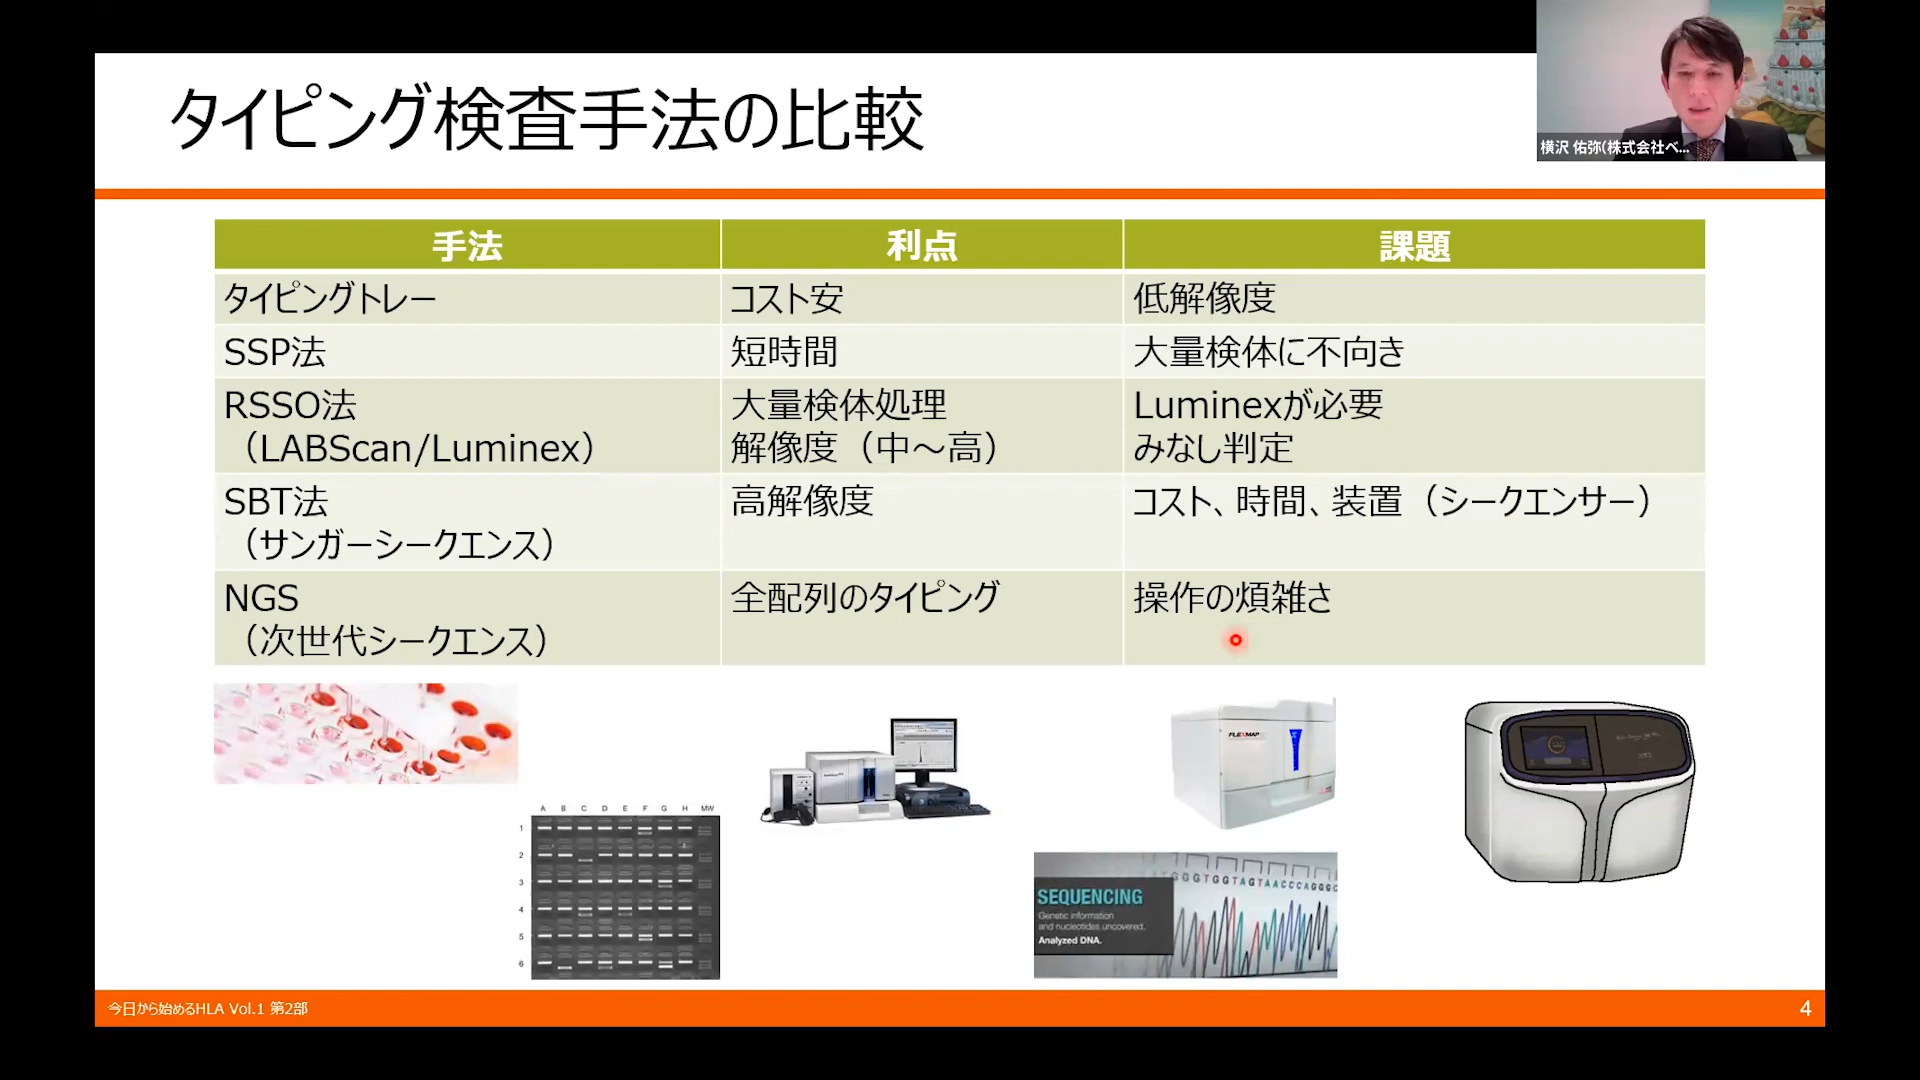 タイピング検査手法の比較
横沢 佑弥(株式会社ベ...
手法 利点 課題
タイピングトレー コスト安 低解像度
SSP法 短時間 大量検体に不向き
RSSO法 大量検体処理 Luminexが必要
（LABScan/Luminex） 解像度（中～高） みなし判定
SBT法 高解像度 コスト、時間、装置（シークエンサー）
（サンガーシークエンス）
NGS 全配列のタイピング 操作の煩雑さ
（次世代シークエンス）
FLEXMAP
A B C D E F G H MW
1
2
3
4
5
6
TGGGTGGTAGTAACCCAGGGC
SEQUENCING
Genetic information
and nucleotides uncovered.
Analyzed DNA.
今日から始めるHLA Vol.1 第2部
4